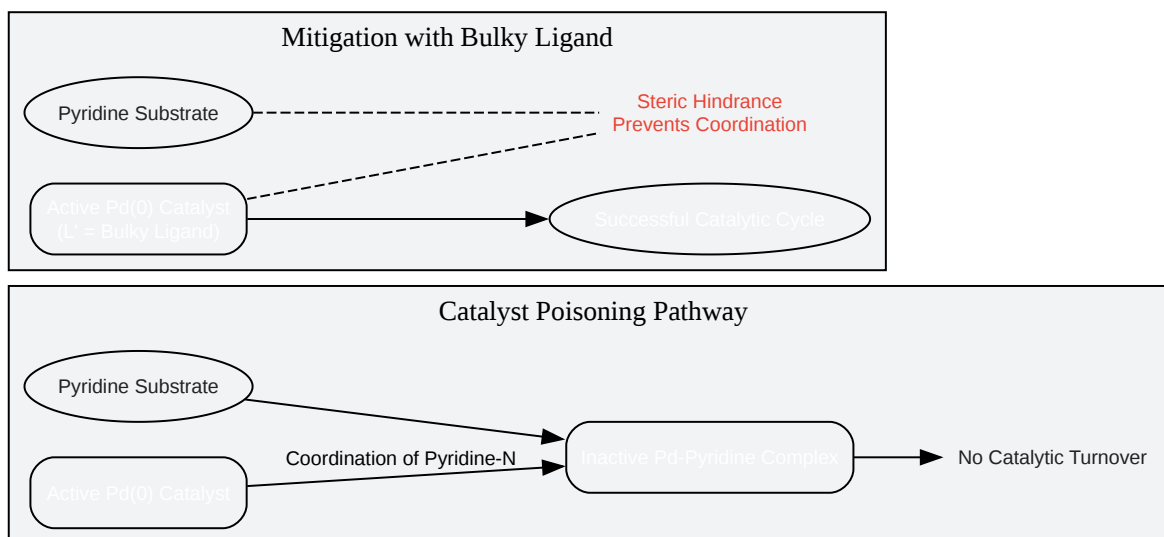 Mitigation with Bulky Ligand
Pyridine Substrate
Steric Hindrance
Prevents Coordination
Active Pd(0) Catalyst
(L' = Bulky Ligand)
Successful Catalytic Cycle
Catalyst Poisoning Pathway
Pyridine Substrate
Coordination of Pyridine-N
Inactive Pd-Pyridine Complex
No Catalytic Turnover
Active Pd(0) Catalyst